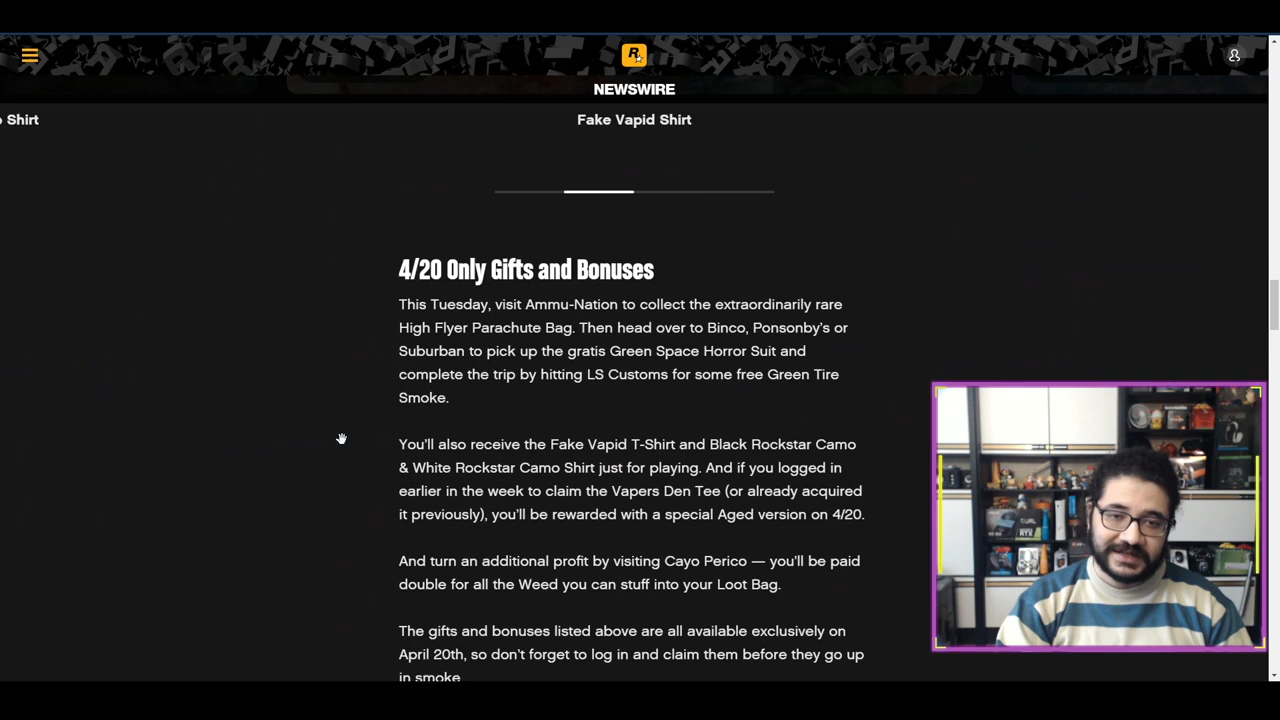 R
NEWSWIRE
Shirt
Fake Vapid Shirt
4/20 Only Gifts and Bonuses
This Tuesday, visit Ammu-Nation to collect the extraordinarily rare
High Flyer Parachute Bag. Then head over to Binco, Ponsonby's or
Suburban to pick up the gratis Green Space Horror Suit and
complete the trip by hitting LS Customs for some free Green Tire
Smoke.
You'll also receive the Fake Vapid T-Shirt and Black Rockstar Camo
& White Rockstar Camo Shirt just for playing. And if you logged in
earlier in the week to claim the Vapers Den Tee (or already acquired
it previously), you'll be rewarded with a special Aged version on 4/20.
And turn an additional profit by visiting Cayo Perico — you'll be paid
double for all the Weed you can stuff into your Loot Bag.
The gifts and bonuses listed above are all available exclusively on
April 20th, so don't forget to log in and claim them before they go up
in smoke